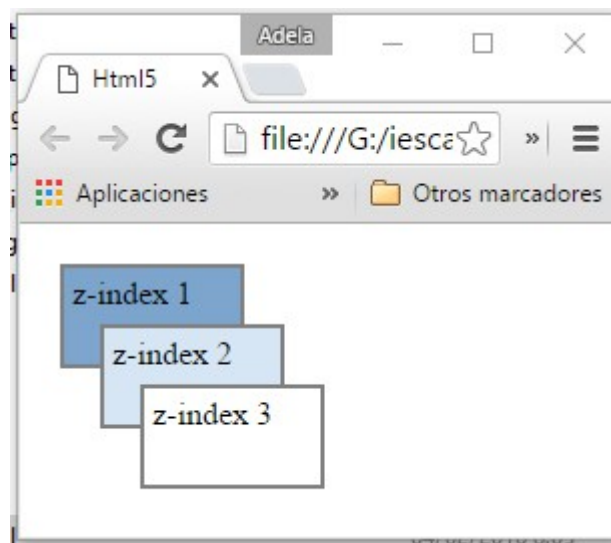 Adela
Html5
file:///G:/iesca
Aplicaciones » Otros marcadores
z-index 1
z-index 2
z-index 3